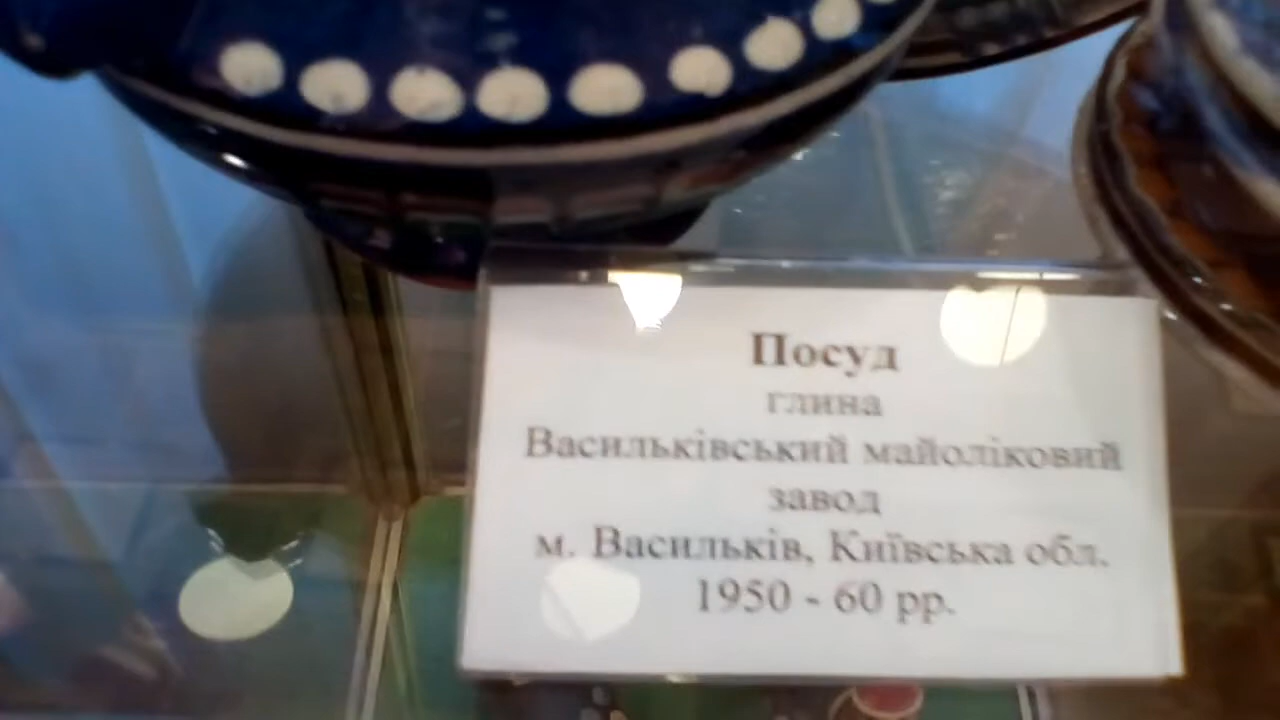 Посуд
глина
Васильківський майоліковий
завод
м. Васильків, Київська обл.
1950 - 60 рр.